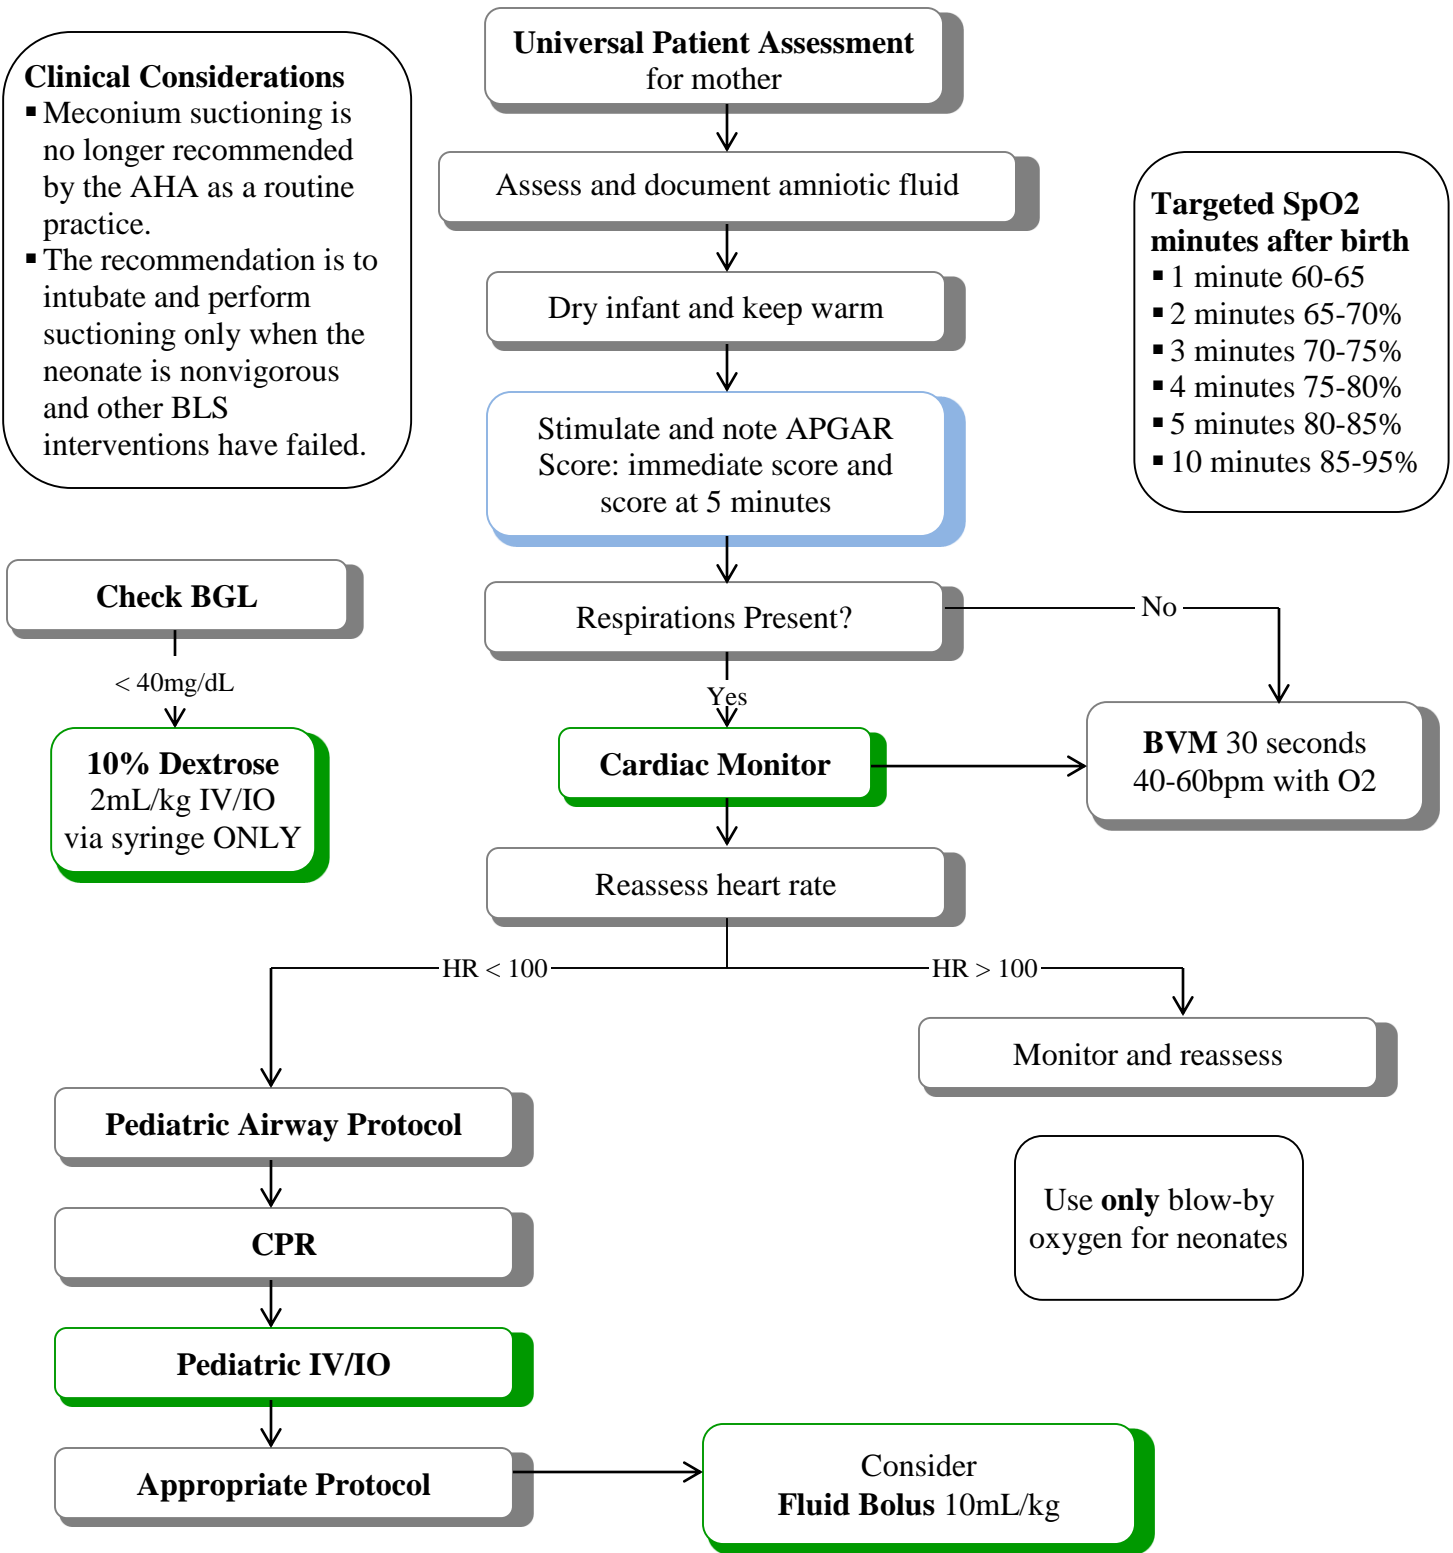 Universal Patient Assessment
for mother
Clinical Considerations
▪ Meconium suctioning is
no longer recommended
by the AHA as a routine
practice.
▪ The recommendation is to
intubate and perform
suctioning only when the
neonate is nonvigorous
and other BLS
interventions have failed.
Assess and document amniotic fluid
Targeted SpO2
minutes after birth
▪ 1 minute 60-65
▪ 2 minutes 65-70%
▪ 3 minutes 70-75%
▪ 4 minutes 75-80%
▪ 5 minutes 80-85%
▪ 10 minutes 85-95%
Dry infant and keep warm
Stimulate and note APGAR
Score: immediate score and
score at 5 minutes
Check BGL
< 40mg/dL
10% Dextrose
2mL/kg IV/IO
via syringe ONLY
Respirations Present?
No
Yes
Cardiac Monitor
BVM 30 seconds
40-60bpm with O2
Reassess heart rate
HR < 100
HR > 100
Monitor and reassess
Pediatric Airway Protocol
Use only blow-by
oxygen for neonates
CPR
Pediatric IV/IO
Appropriate Protocol
Consider
Fluid Bolus 10mL/kg